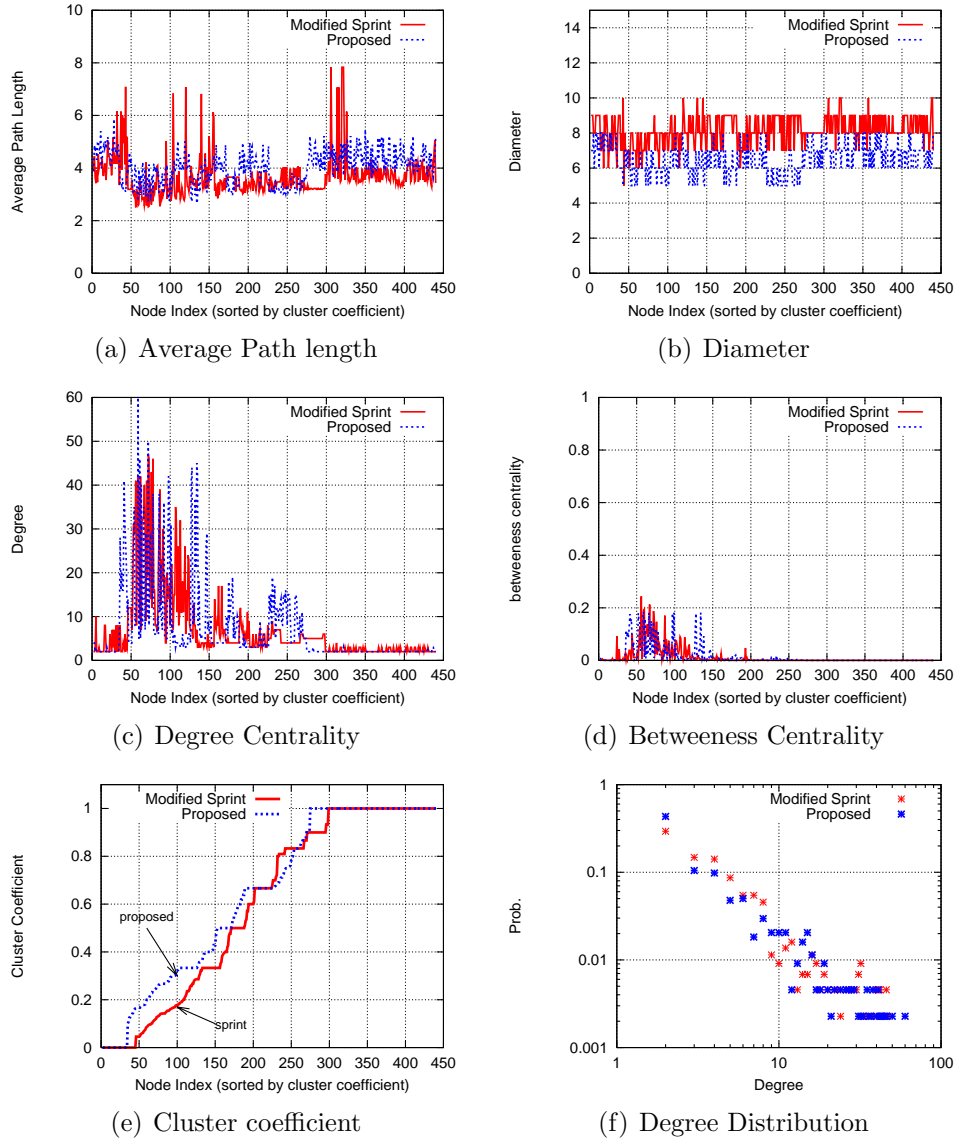 Modified Sprint
Proposed
Average Path Length
10
8
6
4
2
0
0 50 100 150 200 250 300 350 400 450
Node Index (sorted by cluster coefficient)
(a) Average Path length
Modified Sprint
Proposed
Diameter
14
12
10
8
6
4
2
0
0 50 100 150 200 250 300 350 400 450
Node Index (sorted by cluster coefficient)
(b) Diameter
Modified Sprint
Proposed
Degree
60
50
40
30
20
10
0
0 50 100 150 200 250 300 350 400 450
Node Index (sorted by cluster coefficient)
(c) Degree Centrality
Modified Sprint
Proposed
betweeness centrality
1
0.8
0.6
0.4
0.2
0
0 50 100 150 200 250 300 350 400 450
Node Index (sorted by cluster coefficient)
(d) Betweeness Centrality
Modified Sprint
Proposed
Cluster Coefficient
1
0.8
0.6
0.4
0.2
0
proposed
sprint
0 50 100 150 200 250 300 350 400 450
Node Index (sorted by cluster coefficient)
(e) Cluster coefficient
Modified Sprint
Proposed
Prob.
1
0.1
0.01
0.001
1 10 100
Degree
(f) Degree Distribution